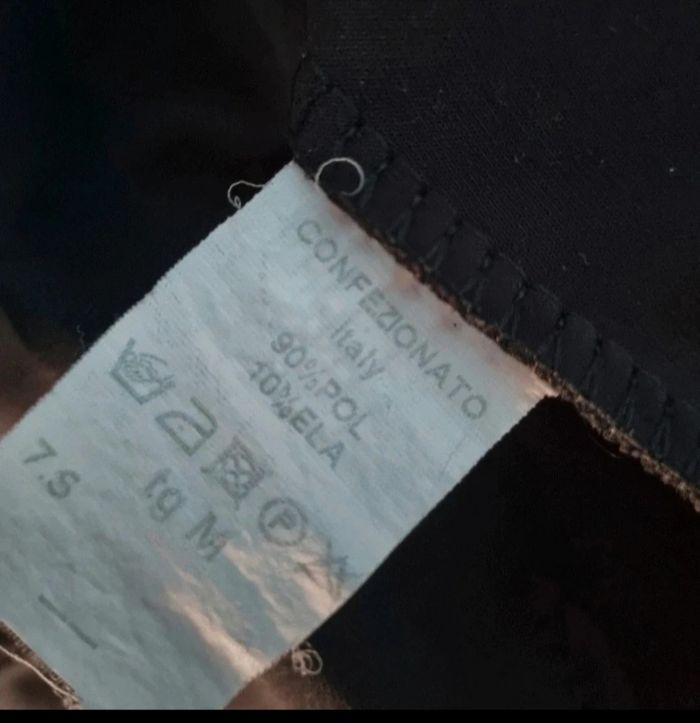 CONFEZIONATO
Italy
90%POL
10%ELA
P
tg M
7.S